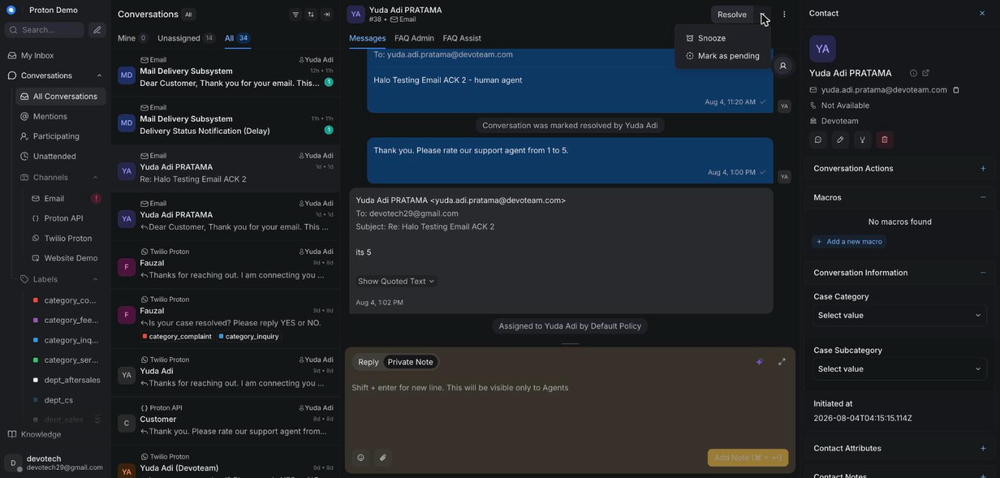 Proton Demo
Search...
My Inbox
Conversations
All Conversations
Mentions
Participating
Unattended
Channels
Email
!
Proton API
Twilio Proton
Website Demo
Labels
category_co...
category_fee...
category_inq...
category_ser...
dept_aftersales
dept_cs
dept_sales
Knowledge
D
devotech
devotech29@gmail.com
Conversations All
Mine 0 Unassigned 14 All 34
Email Yuda Adi
MD Mail Delivery Subsystem 12h • 11h
Dear Customer, Thank you for your email. This... 1
Email
MD Mail Delivery Subsystem 11h • 11h
Delivery Status Notification (Delay) 1
Email Yuda Adi
YA Yuda Adi PRATAMA 1d • 1d
Re: Halo Testing Email ACK 2
Email Yuda Adi
YA Yuda Adi PRATAMA 1d • 1d
Dear Customer, Thank you for your email. This ...
Twilio Proton Yuda Adi
F Fauzal 9d • 8d
Thanks for reaching out. I am connecting you ...
Twilio Proton
F Fauzal 9d • 8d
Is your case resolved? Please reply YES or NO.
category_complaint category_inquiry
Twilio Proton Yuda Adi
YA Yuda Adi 9d • 8d
Thanks for reaching out. I am connecting you ...
{ } Proton API Yuda Adi
C Customer 8d • 8d
Thank you. Please rate our support agent from...
Twilio Proton
YA Yuda Adi (Devoteam) 9d • 9d
YA Yuda Adi PRATAMA
#38 • Email
Resolve
Snooze
Mark as pending
Messages FAQ Admin FAQ Assist
To: yuda.adi.pratama@devoteam.com
Halo Testing Email ACK 2 - human agent
Aug 4, 11:20 AM
YA
Conversation was marked resolved by Yuda Adi
Thank you. Please rate our support agent from 1 to 5.
Aug 4, 1:00 PM
YA
Yuda Adi PRATAMA <yuda.adi.pratama@devoteam.com>
To: devotech29@gmail.com
Subject: Re: Halo Testing Email ACK 2
its 5
Show Quoted Text
Aug 4, 1:02 PM
Assigned to Yuda Adi by Default Policy
Reply Private Note
Shift + enter for new line. This will be visible only to Agents
Add Note (⌘ + ↵)
Contact
YA
Yuda Adi PRATAMA
yuda.adi.pratama@devoteam.com
Not Available
Devoteam
Conversation Actions
Macros
No macros found
+ Add a new macro
Conversation Information
Case Category
Select value
Case Subcategory
Select value
Initiated at
2026-08-04T04:15:15.114Z
Contact Attributes
Contact Notes